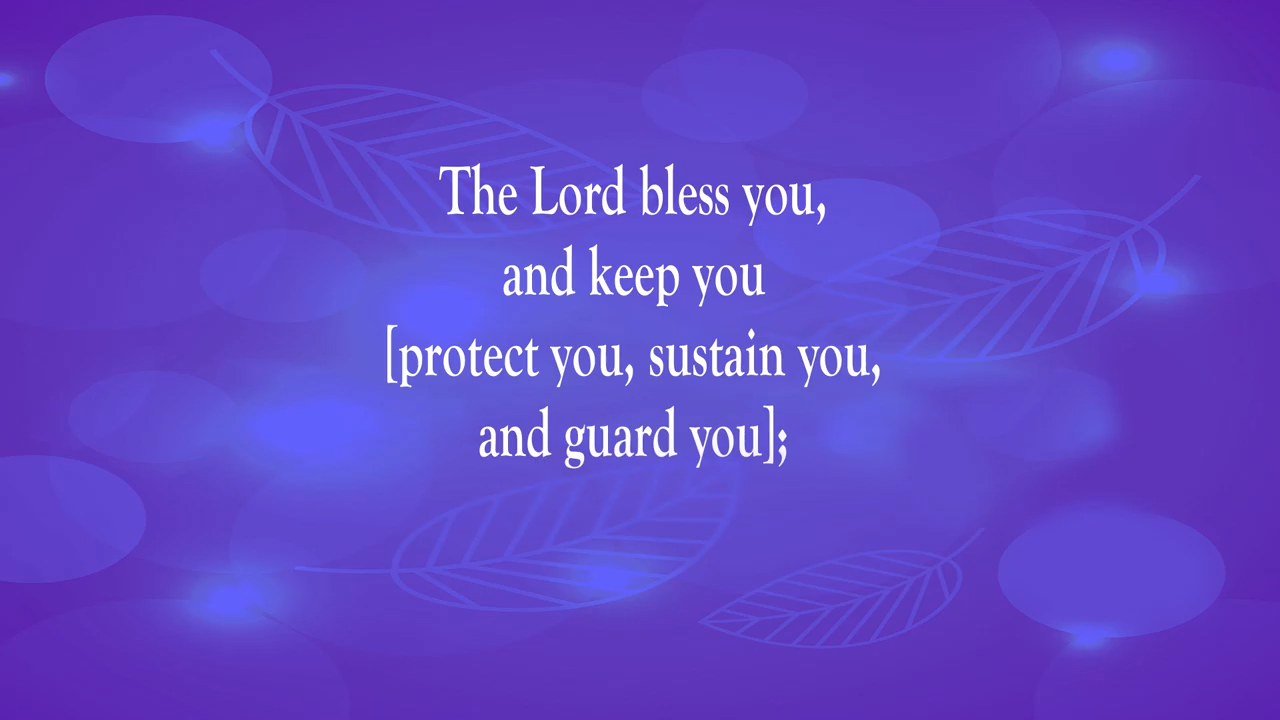 The Lord bless you,
and keep you
[protect you, sustain you,
and guard you];